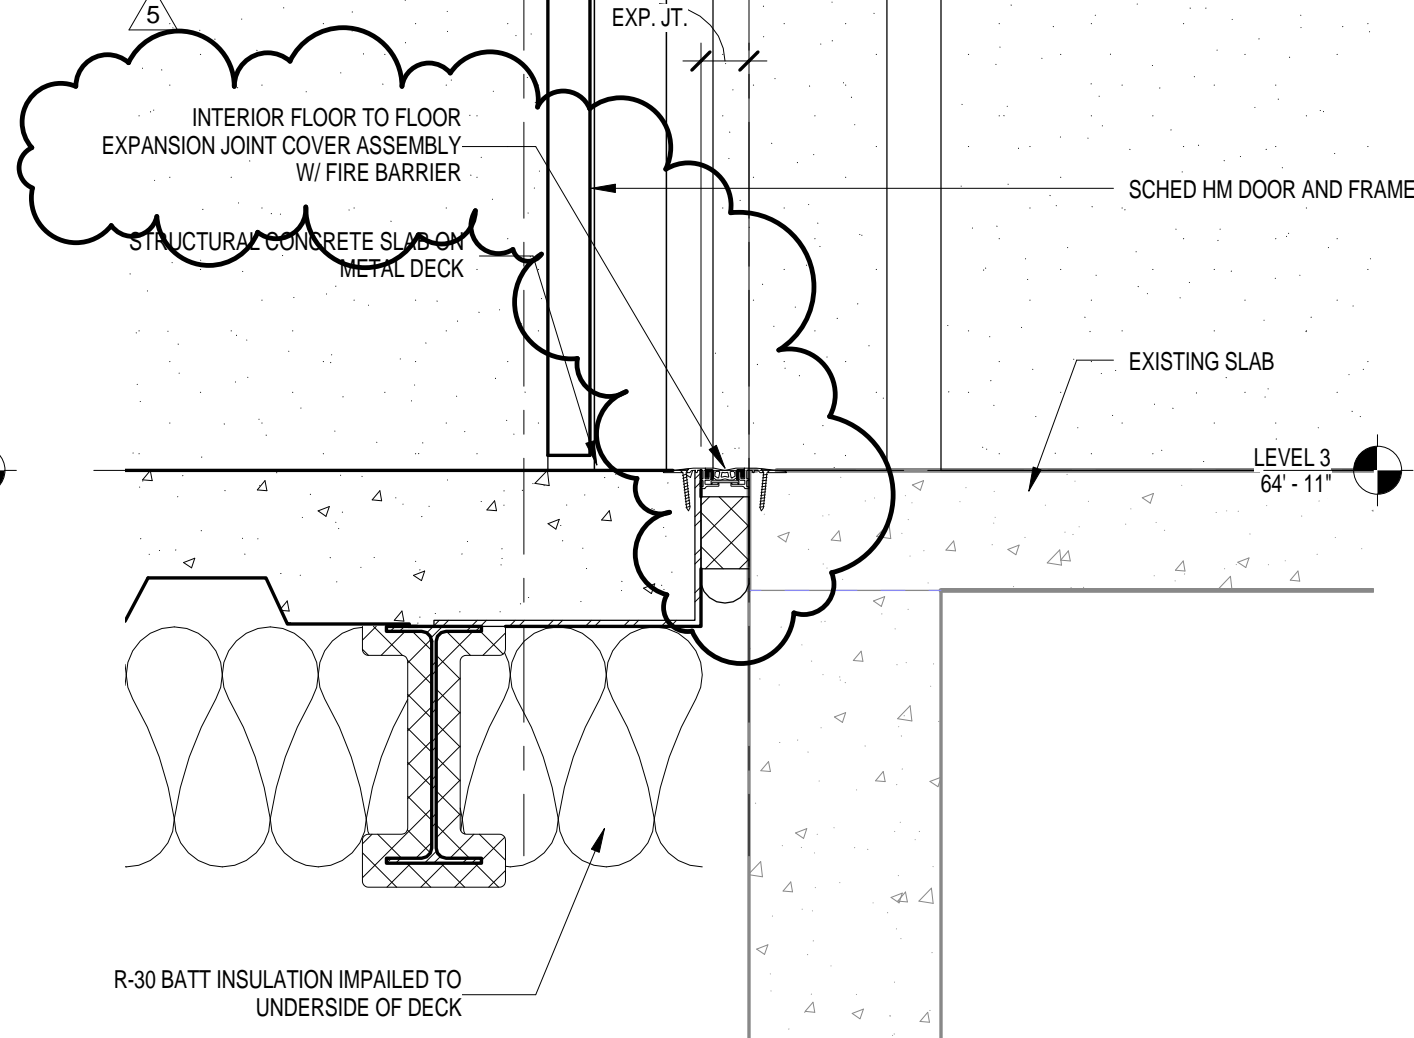 5
EXP. JT.
INTERIOR FLOOR TO FLOOR
EXPANSION JOINT COVER ASSEMBLY
W/ FIRE BARRIER
SCHED HM DOOR AND FRAME
STRUCTURAL CONCRETE SLAB ON
METAL DECK
EXISTING SLAB
LEVEL 3
64' - 11"
R-30 BATT INSULATION IMPAILED TO
UNDERSIDE OF DECK